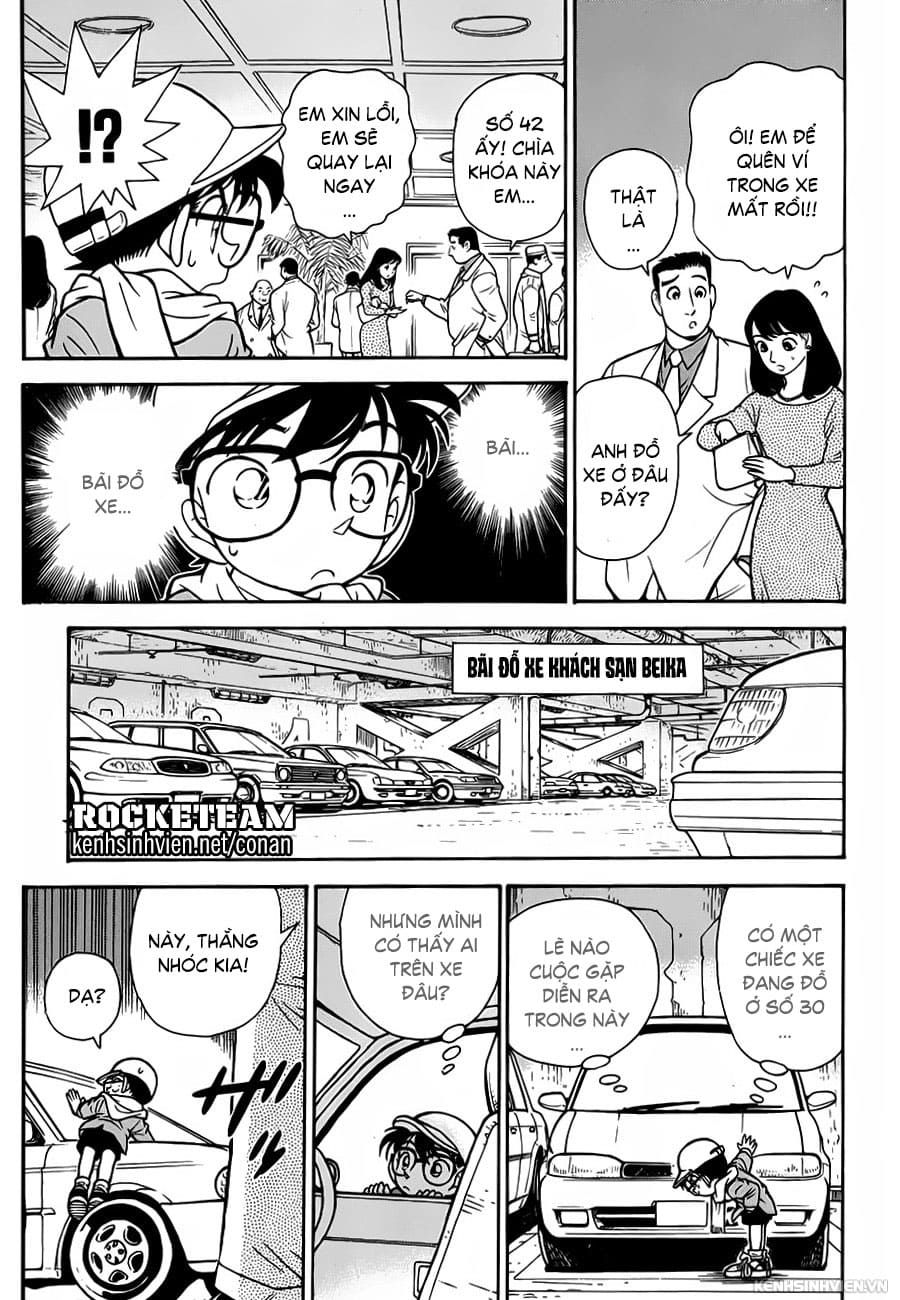 ÔI! EM ĐỂ
QUÊN VÍ
TRONG XE
MẤT RỒI!!
THẬT
LÀ
...
ANH ĐỖ
XE Ở ĐÂU
ĐẤY?
SỐ 42
ẤY! CHÌA
KHÓA NÀY
EM...
EM XIN LỖI,
EM SẼ
QUAY LẠI
NGAY
...
!?
BÃI...
BÃI ĐỖ
XE...
BÃI ĐỖ XE KHÁCH SẠN BEIKA
ROCKETEAM
kenhsinhvien.net/conan
CÓ MỘT
CHIẾC XE
ĐANG ĐỖ
Ở SỐ 30
...
LẼ NÀO
CUỘC GẶP
DIỄN RA
TRONG NÀY
...
NHƯNG MÌNH
CÓ THẤY AI
TRÊN XE
ĐÂU?
NÀY, THẰNG
NHÓC KIA!
DẠ?
KENHSINHVIEN.VN